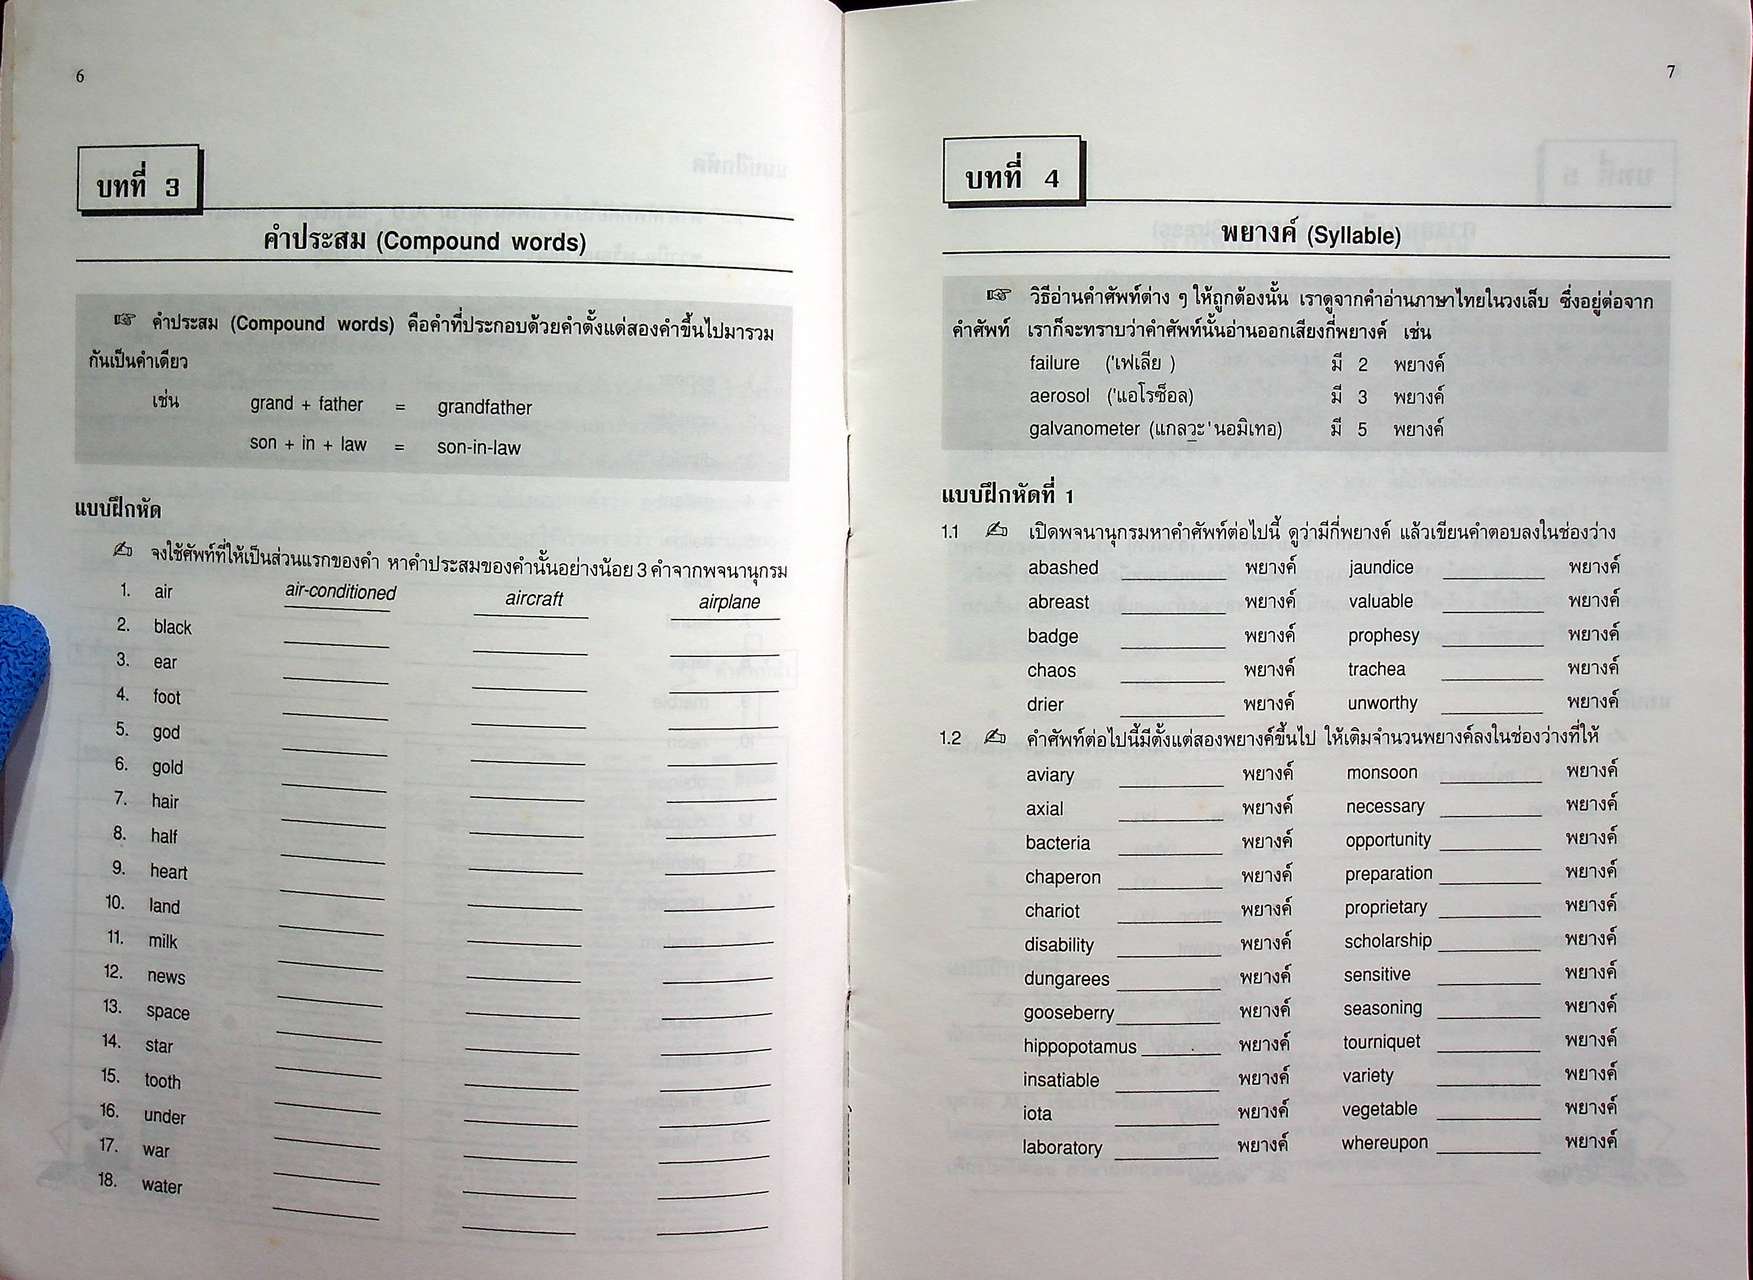 6
บทที่ 3
คำประสม (Compound words)
☞ คำประสม (Compound words) คือคำที่ประกอบด้วยคำตั้งแต่สองคำขึ้นไปมารวม
กันเป็นคำเดียว
เช่น grand + father = grandfather
son + in + law = son-in-law
แบบฝึกหัด
✍ จงใช้ศัพท์ที่ให้เป็นส่วนแรกของคำ หาคำประสมของคำนั้นอย่างน้อย 3 คำจากพจนานุกรม
1. air air-conditioned aircraft airplane
2. black
3. ear
4. foot
5. god
6. gold
7. hair
8. half
9. heart
10. land
11. milk
12. news
13. space
14. star
15. tooth
16. under
17. war
18. water
7
บทที่ 4
พยางค์ (Syllable)
☞ วิธีอ่านคำศัพท์ต่าง ๆ ให้ถูกต้องนั้น เราดูจากคำอ่านภาษาไทยในวงเล็บ ซึ่งอยู่ต่อจาก
คำศัพท์ เราก็จะทราบว่าคำศัพท์นั้นอ่านออกเสียงกี่พยางค์ เช่น
failure ('เฟเลีย ) มี 2 พยางค์
aerosol ('แอโรซ็อล) มี 3 พยางค์
galvanometer (แกลวะ'นอมิเทอ) มี 5 พยางค์
แบบฝึกหัดที่ 1
1.1 ✍ เปิดพจนานุกรมหาคำศัพท์ต่อไปนี้ ดูว่ามีกี่พยางค์ แล้วเขียนคำตอบลงในช่องว่าง
abashed __________ พยางค์ jaundice __________ พยางค์
abreast __________ พยางค์ valuable __________ พยางค์
badge __________ พยางค์ prophesy __________ พยางค์
chaos __________ พยางค์ trachea __________ พยางค์
drier __________ พยางค์ unworthy __________ พยางค์
1.2 ✍ คำศัพท์ต่อไปนี้มีตั้งแต่สองพยางค์ขึ้นไป ให้เติมจำนวนพยางค์ลงในช่องว่างที่ให้
aviary __________ พยางค์ monsoon __________ พยางค์
axial __________ พยางค์ necessary __________ พยางค์
bacteria __________ พยางค์ opportunity __________ พยางค์
chaperon __________ พยางค์ preparation __________ พยางค์
chariot __________ พยางค์ proprietary __________ พยางค์
disability __________ พยางค์ scholarship __________ พยางค์
dungarees __________ พยางค์ sensitive __________ พยางค์
gooseberry __________ พยางค์ seasoning __________ พยางค์
hippopotamus ________ พยางค์ tourniquet __________ พยางค์
insatiable __________ พยางค์ variety __________ พยางค์
iota __________ พยางค์ vegetable __________ พยางค์
laboratory __________ พยางค์ whereupon __________ พยางค์